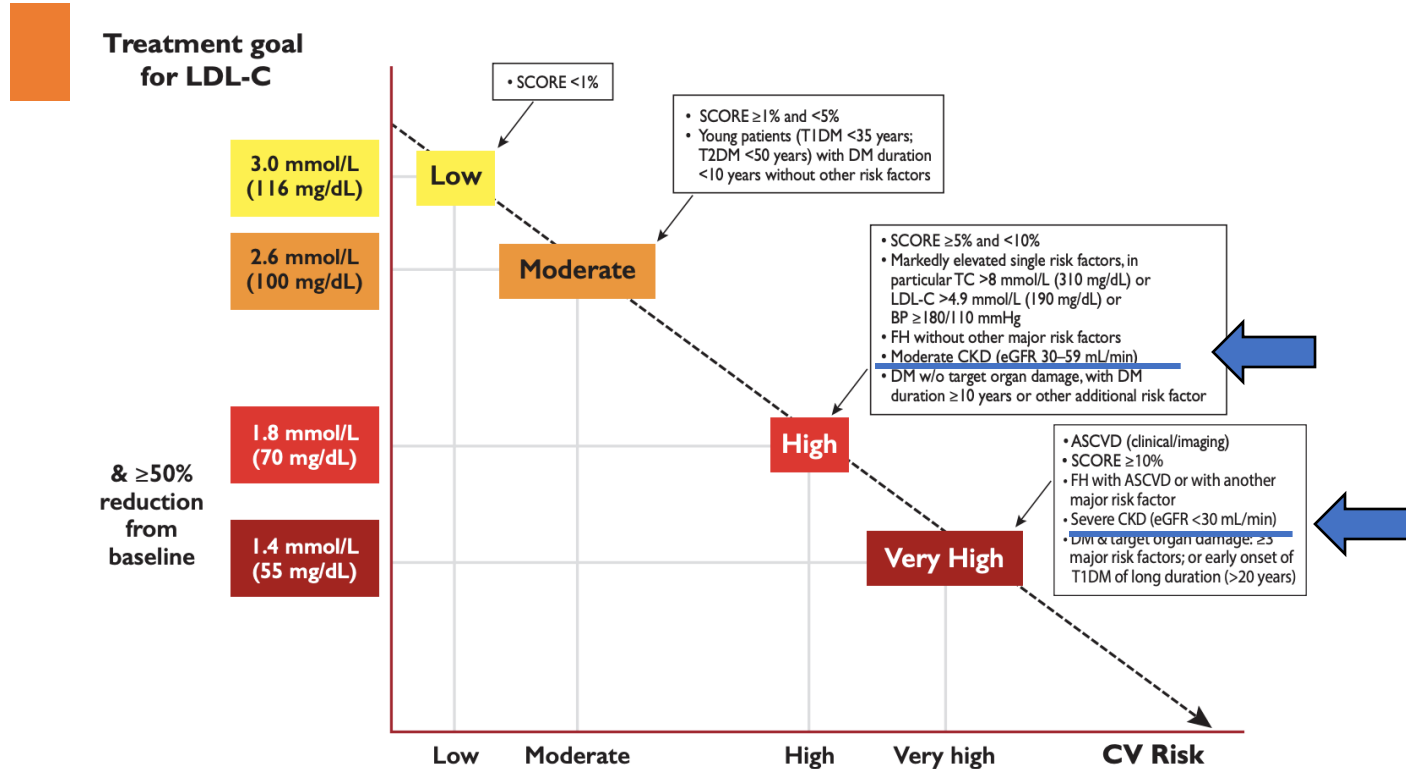 Treatment goal
for LDL-C
• SCORE <1%
• SCORE ≥1% and <5%
• Young patients (T1DM <35 years;
T2DM <50 years) with DM duration
<10 years without other risk factors
3.0 mmol/L
(116 mg/dL)
Low
2.6 mmol/L
(100 mg/dL)
Moderate
• SCORE ≥5% and <10%
• Markedly elevated single risk factors, in
particular TC >8 mmol/L (310 mg/dL) or
LDL-C >4.9 mmol/L (190 mg/dL) or
BP ≥180/110 mmHg
• FH without other major risk factors
• Moderate CKD (eGFR 30–59 mL/min)
• DM w/o target organ damage, with DM
duration ≥10 years or other additional risk factor
1.8 mmol/L
(70 mg/dL)
High
& ≥50%
reduction
from
baseline
• ASCVD (clinical/imaging)
• SCORE ≥10%
• FH with ASCVD or with another
major risk factor
• Severe CKD (eGFR <30 mL/min)
• DM & target organ damage: ≥3
major risk factors; or early onset of
T1DM of long duration (>20 years)
1.4 mmol/L
(55 mg/dL)
Very High
Low
Moderate
High
Very high
CV Risk